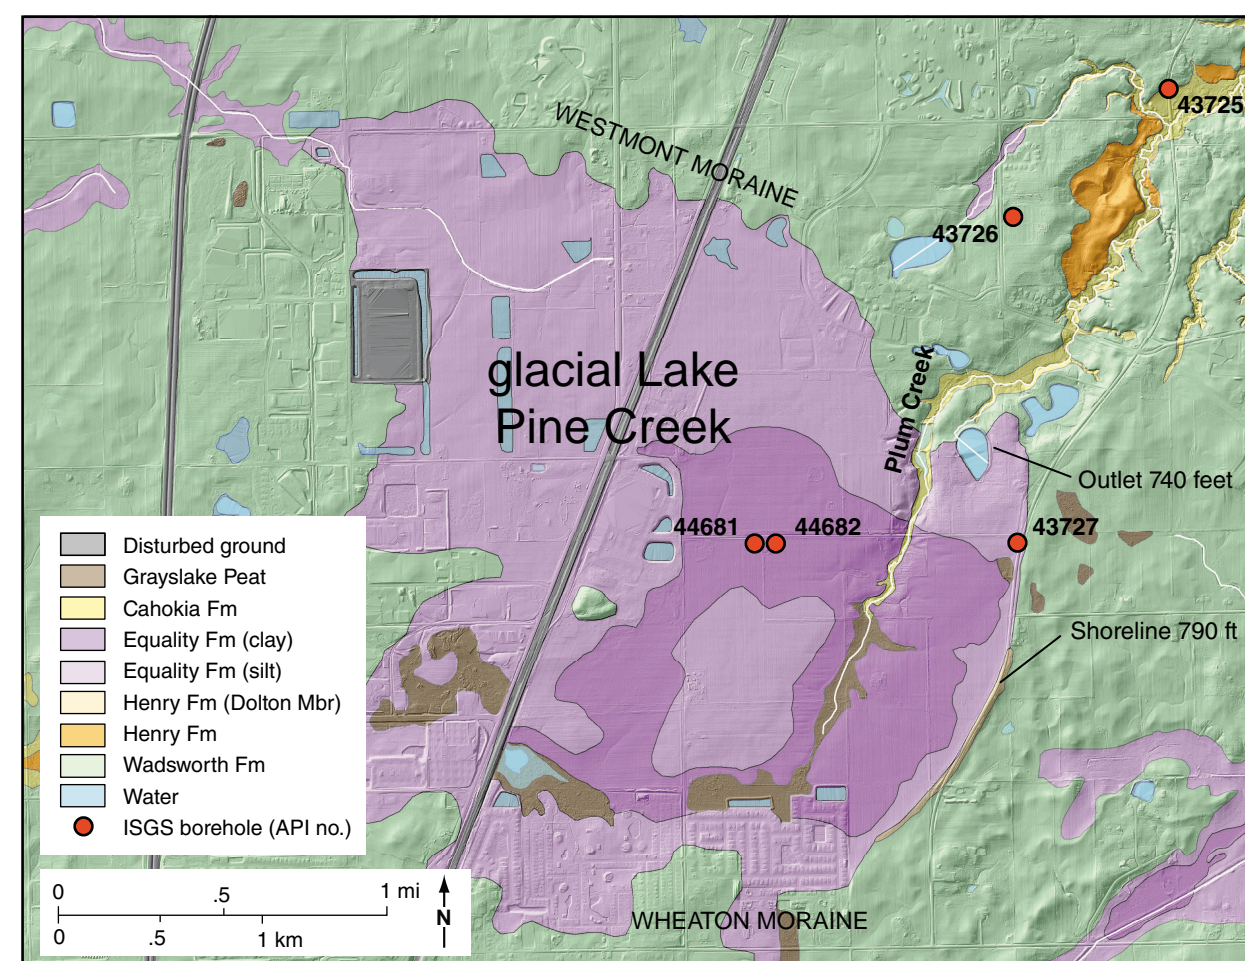 WESTMONT MORAINE
43725
43726
glacial Lake
Pine Creek
Plum Creek
Outlet 740 feet
44681
44682
43727
Shoreline 790 ft
Disturbed ground
Grayslake Peat
Cahokia Fm
Equality Fm (clay)
Equality Fm (silt)
Henry Fm (Dolton Mbr)
Henry Fm
Wadsworth Fm
Water
ISGS borehole (API no.)
0 .5 1 mi
0 .5 1 km
N
WHEATON MORAINE